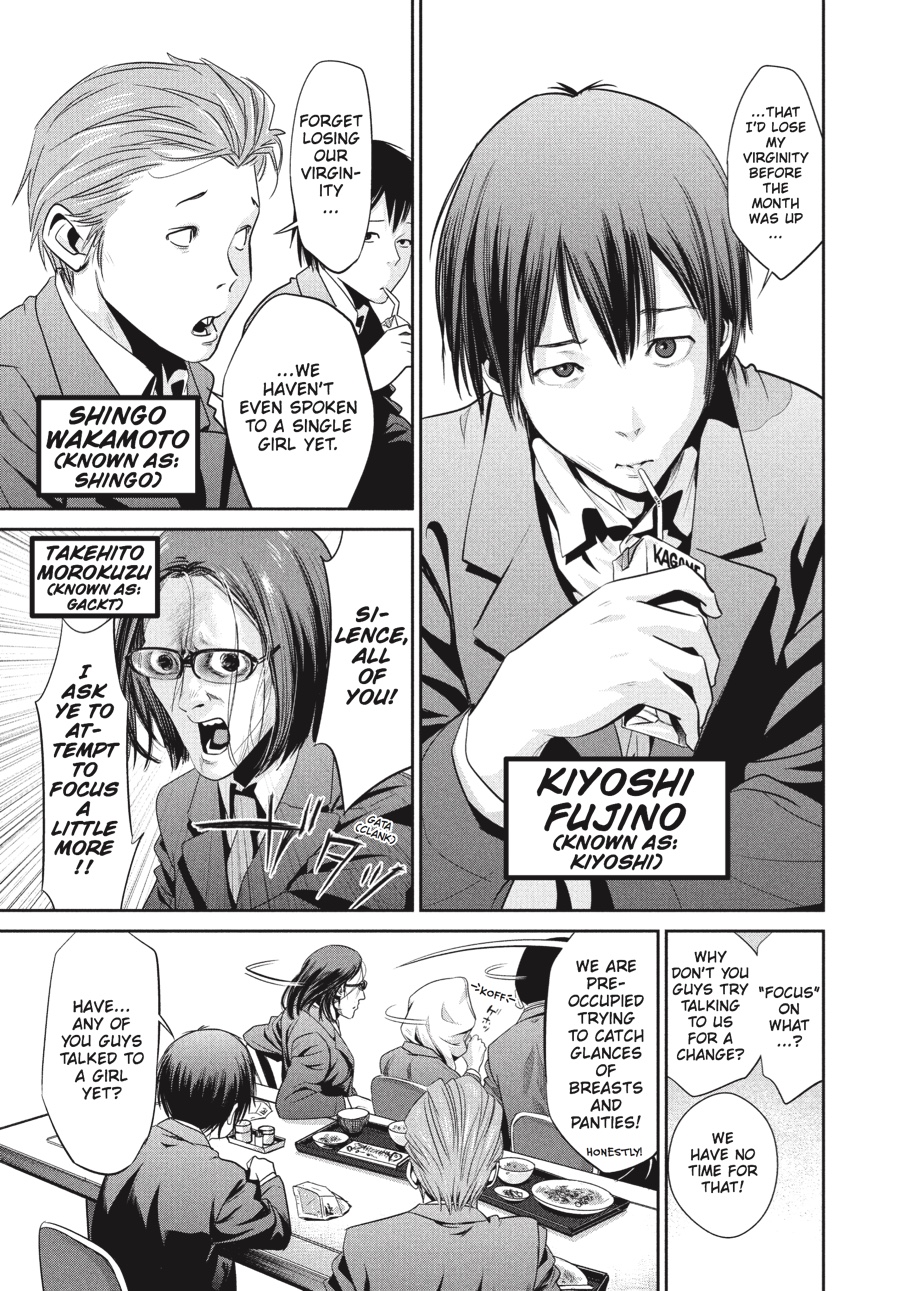 ...THAT
I'D LOSE
MY
VIRGINITY
BEFORE
THE
MONTH
WAS UP
...
KAGOME
KIYOSHI
FUJINO
(KNOWN AS:
KIYOSHI)
FORGET
LOSING
OUR
VIRGIN-
ITY
...
...WE
HAVEN'T
EVEN SPOKEN
TO A SINGLE
GIRL YET.
SHINGO
WAKAMOTO
(KNOWN AS:
SHINGO)
TAKEHITO
MOROKUZU
(KNOWN AS:
GACKT)
SI-
LENCE,
ALL
OF
YOU!
ガタッ
GATA
(CLANK)
I
ASK
YE TO
AT-
TEMPT
TO
FOCUS
A
LITTLE
MORE
!!
"FOCUS"
ON
WHAT
...?
WHY
DON'T YOU
GUYS TRY
TALKING
TO US
FOR A
CHANGE?
WE
HAVE NO
TIME FOR
THAT!
WE ARE
PRE-
OCCUPIED
TRYING
TO CATCH
GLANCES
OF
BREASTS
AND
PANTIES!
HONESTLY!
KOFF
HAVE...
ANY OF
YOU GUYS
TALKED TO
A GIRL
YET?